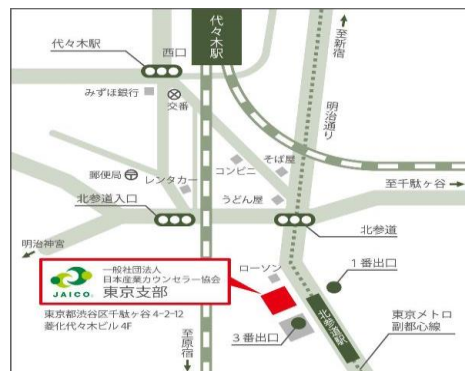 代々木駅
代々木駅
西口
みずほ銀行
交番
至新宿
明治通り
郵便局
レンタカー
コンビニ
そば屋
うどん屋
至千駄ヶ谷
北参道入口
北参道
明治神宮
JAICO
一般社団法人
日本産業カウンセラー協会
東京支部
ローソン
1番出口
東京都渋谷区千駄ヶ谷4-2-12
菱化代々木ビル 4F
3番出口
北参道駅
東京メトロ
副都心線
至原宿